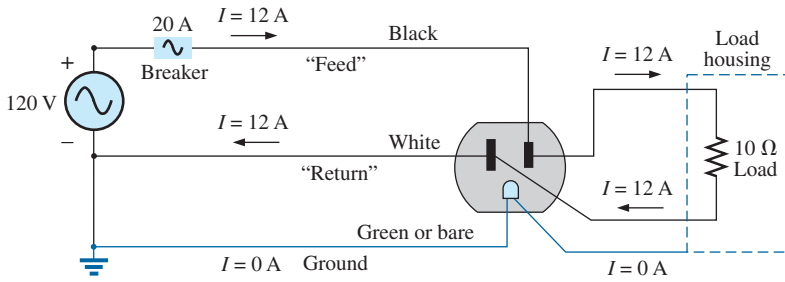 20 A
I = 12 A
Black
Breaker
"Feed"
I = 12 A
Load
housing
+
120 V
–
I = 12 A
White
"Return"
10 Ω
Load
I = 12 A
Green or bare
I = 0 A
Ground
I = 0 A